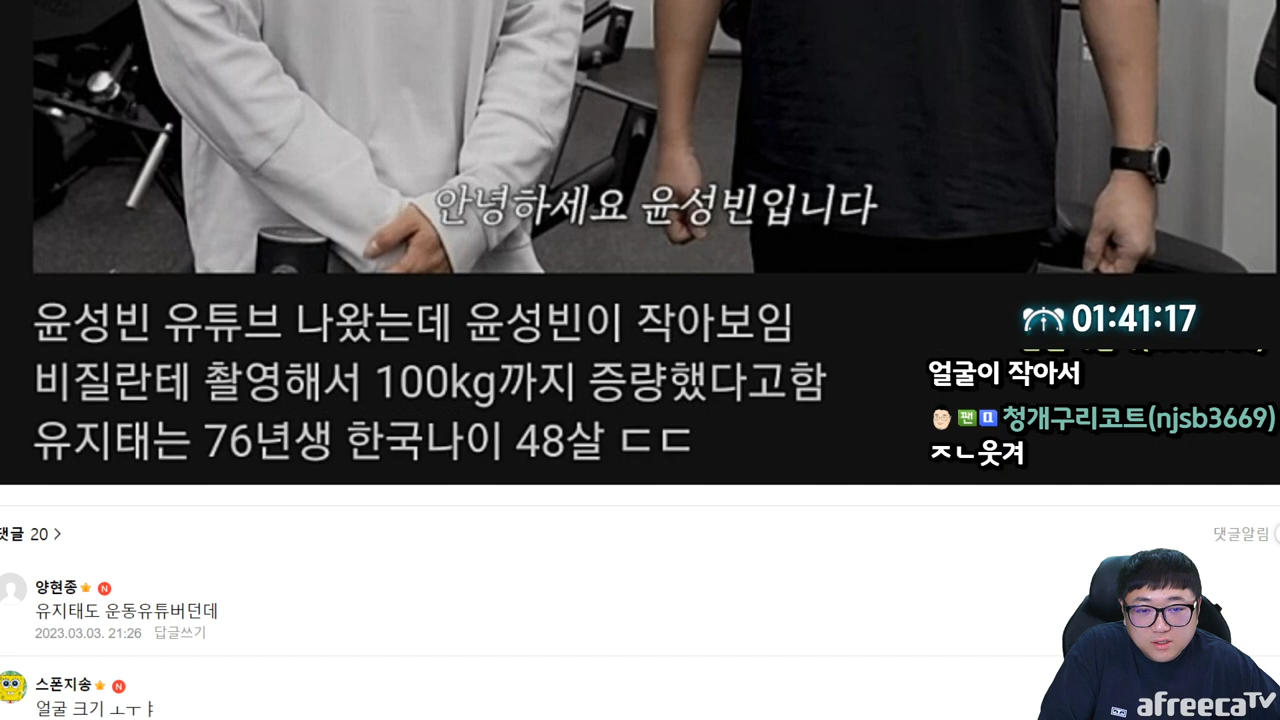 안녕하세요 윤성빈입니다
윤성빈 유튜브 나왔는데 윤성빈이 작아보임
비질란테 촬영해서 100kg까지 증량했다고함
유지태는 76년생 한국나이 48살 ㄷㄷ
01:41:17
얼굴이 작아서
팬 청개구리코트(njsb3669)
ㅈㄴ웃겨
댓글 20 >
댓글알림
양현종 N
유지태도 운동유튜버던데
2023.03.03. 21:26 답글쓰기
스폰지송 N
얼굴 크기 ㅗㅜㅑ
afreecaTV